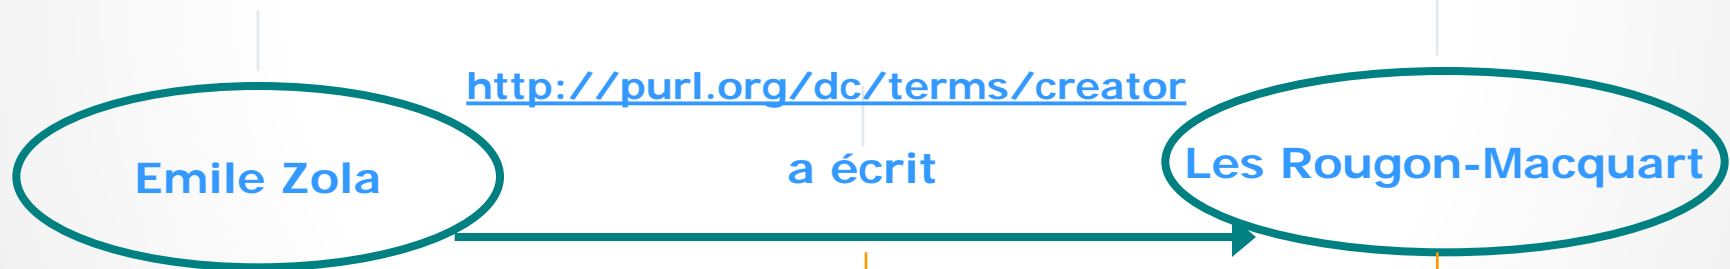 http://purl.org/dc/terms/creator
Emile Zola
a écrit
Les Rougon-Macquart